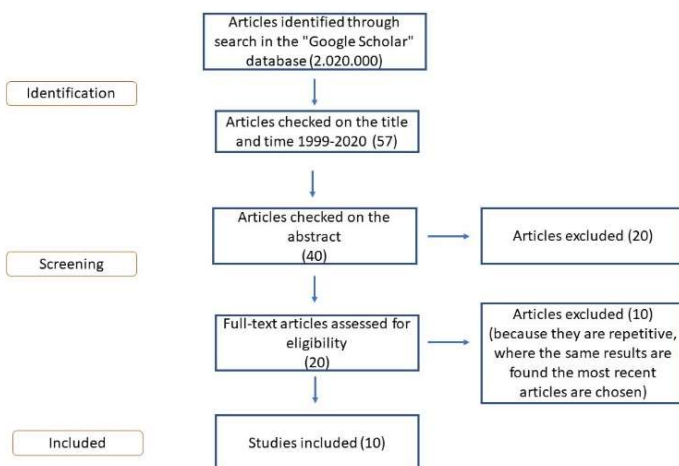 Articles identified through
search in the "Google Scholar"
database (2.020.000)
Identification
Articles checked on the title
and time 1999-2020 (57)
Articles checked on the
abstract
(40)
Articles excluded (20)
Screening
Full-text articles assessed for
eligibility
(20)
Articles excluded (10)
(because they are repetitive,
where the same results are
found the most recent
articles are chosen)
Included
Studies included (10)